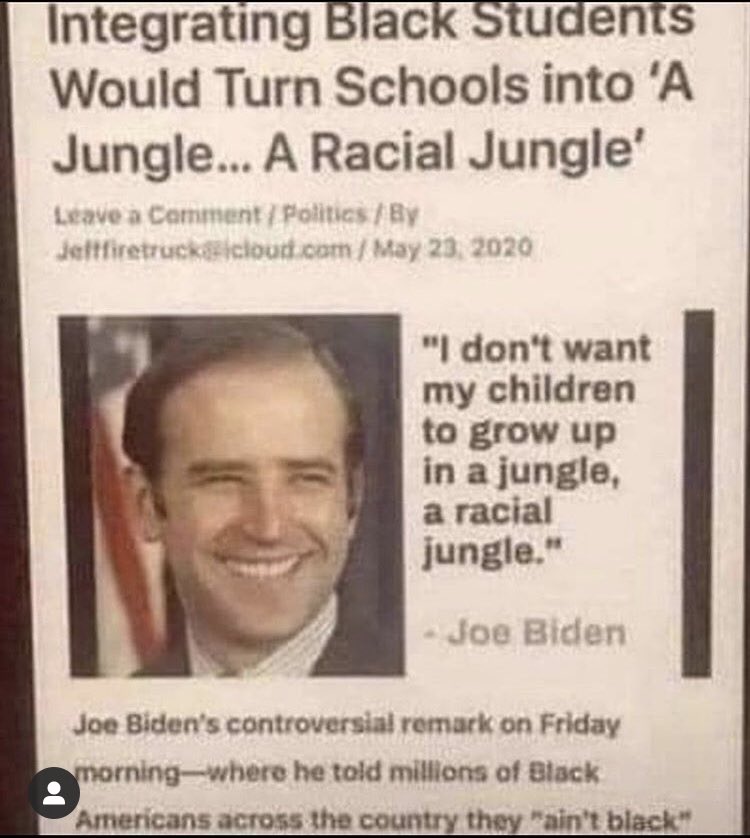 Integrating Black Students
Would Turn Schools into 'A
Jungle... A Racial Jungle'
Leave a Comment / Politics / By
Jefffiretruck@icloud.com / May 23, 2020
"I don't want
my children
to grow up
in a jungle,
a racial
jungle."
- Joe Biden
Joe Biden's controversial remark on Friday
morning—where he told millions of Black
Americans across the country they "ain't black"